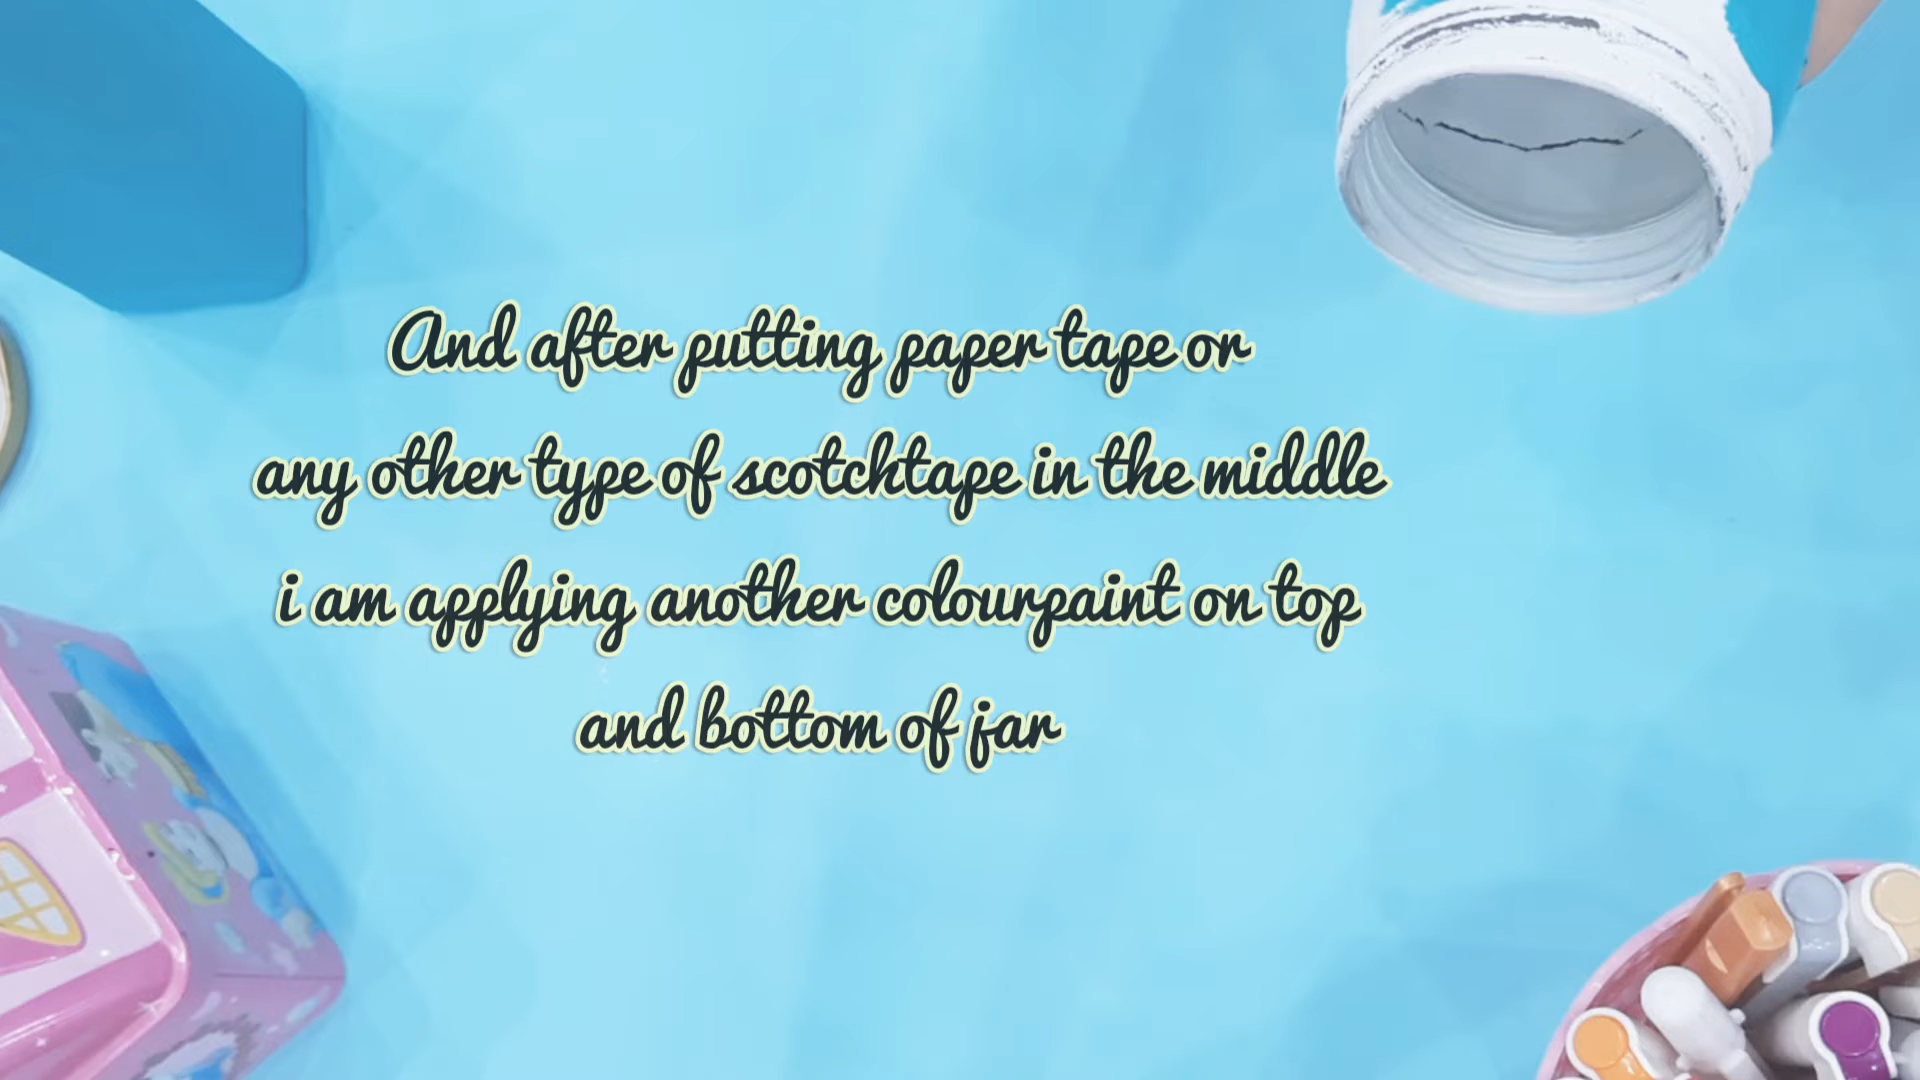 And after putting paper tape or
any other type of scotchtape in the middle
i am applying another colourpaint on top
and bottom of jar